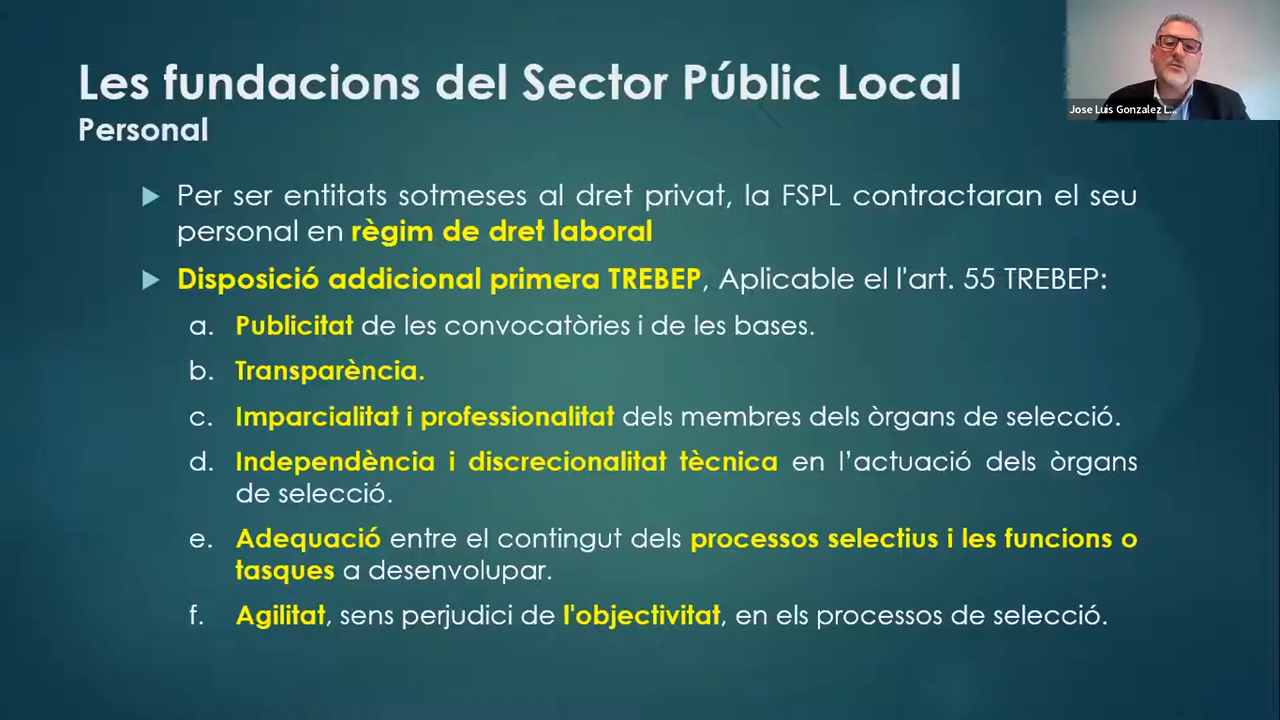 Les fundacions del Sector Públic Local
Personal
Jose Luis Gonzalez L...
Per ser entitats sotmeses al dret privat, la FSPL contractaran el seu
personal en règim de dret laboral
Disposició addicional primera TREBEP, Aplicable el l'art. 55 TREBEP:
a. Publicitat de les convocatòries i de les bases.
b. Transparència.
c. Imparcialitat i professionalitat dels membres dels òrgans de selecció.
d. Independència i discrecionalitat tècnica en l’actuació dels òrgans
de selecció.
e. Adequació entre el contingut dels processos selectius i les funcions o
tasques a desenvolupar.
f. Agilitat, sens perjudici de l'objectivitat, en els processos de selecció.